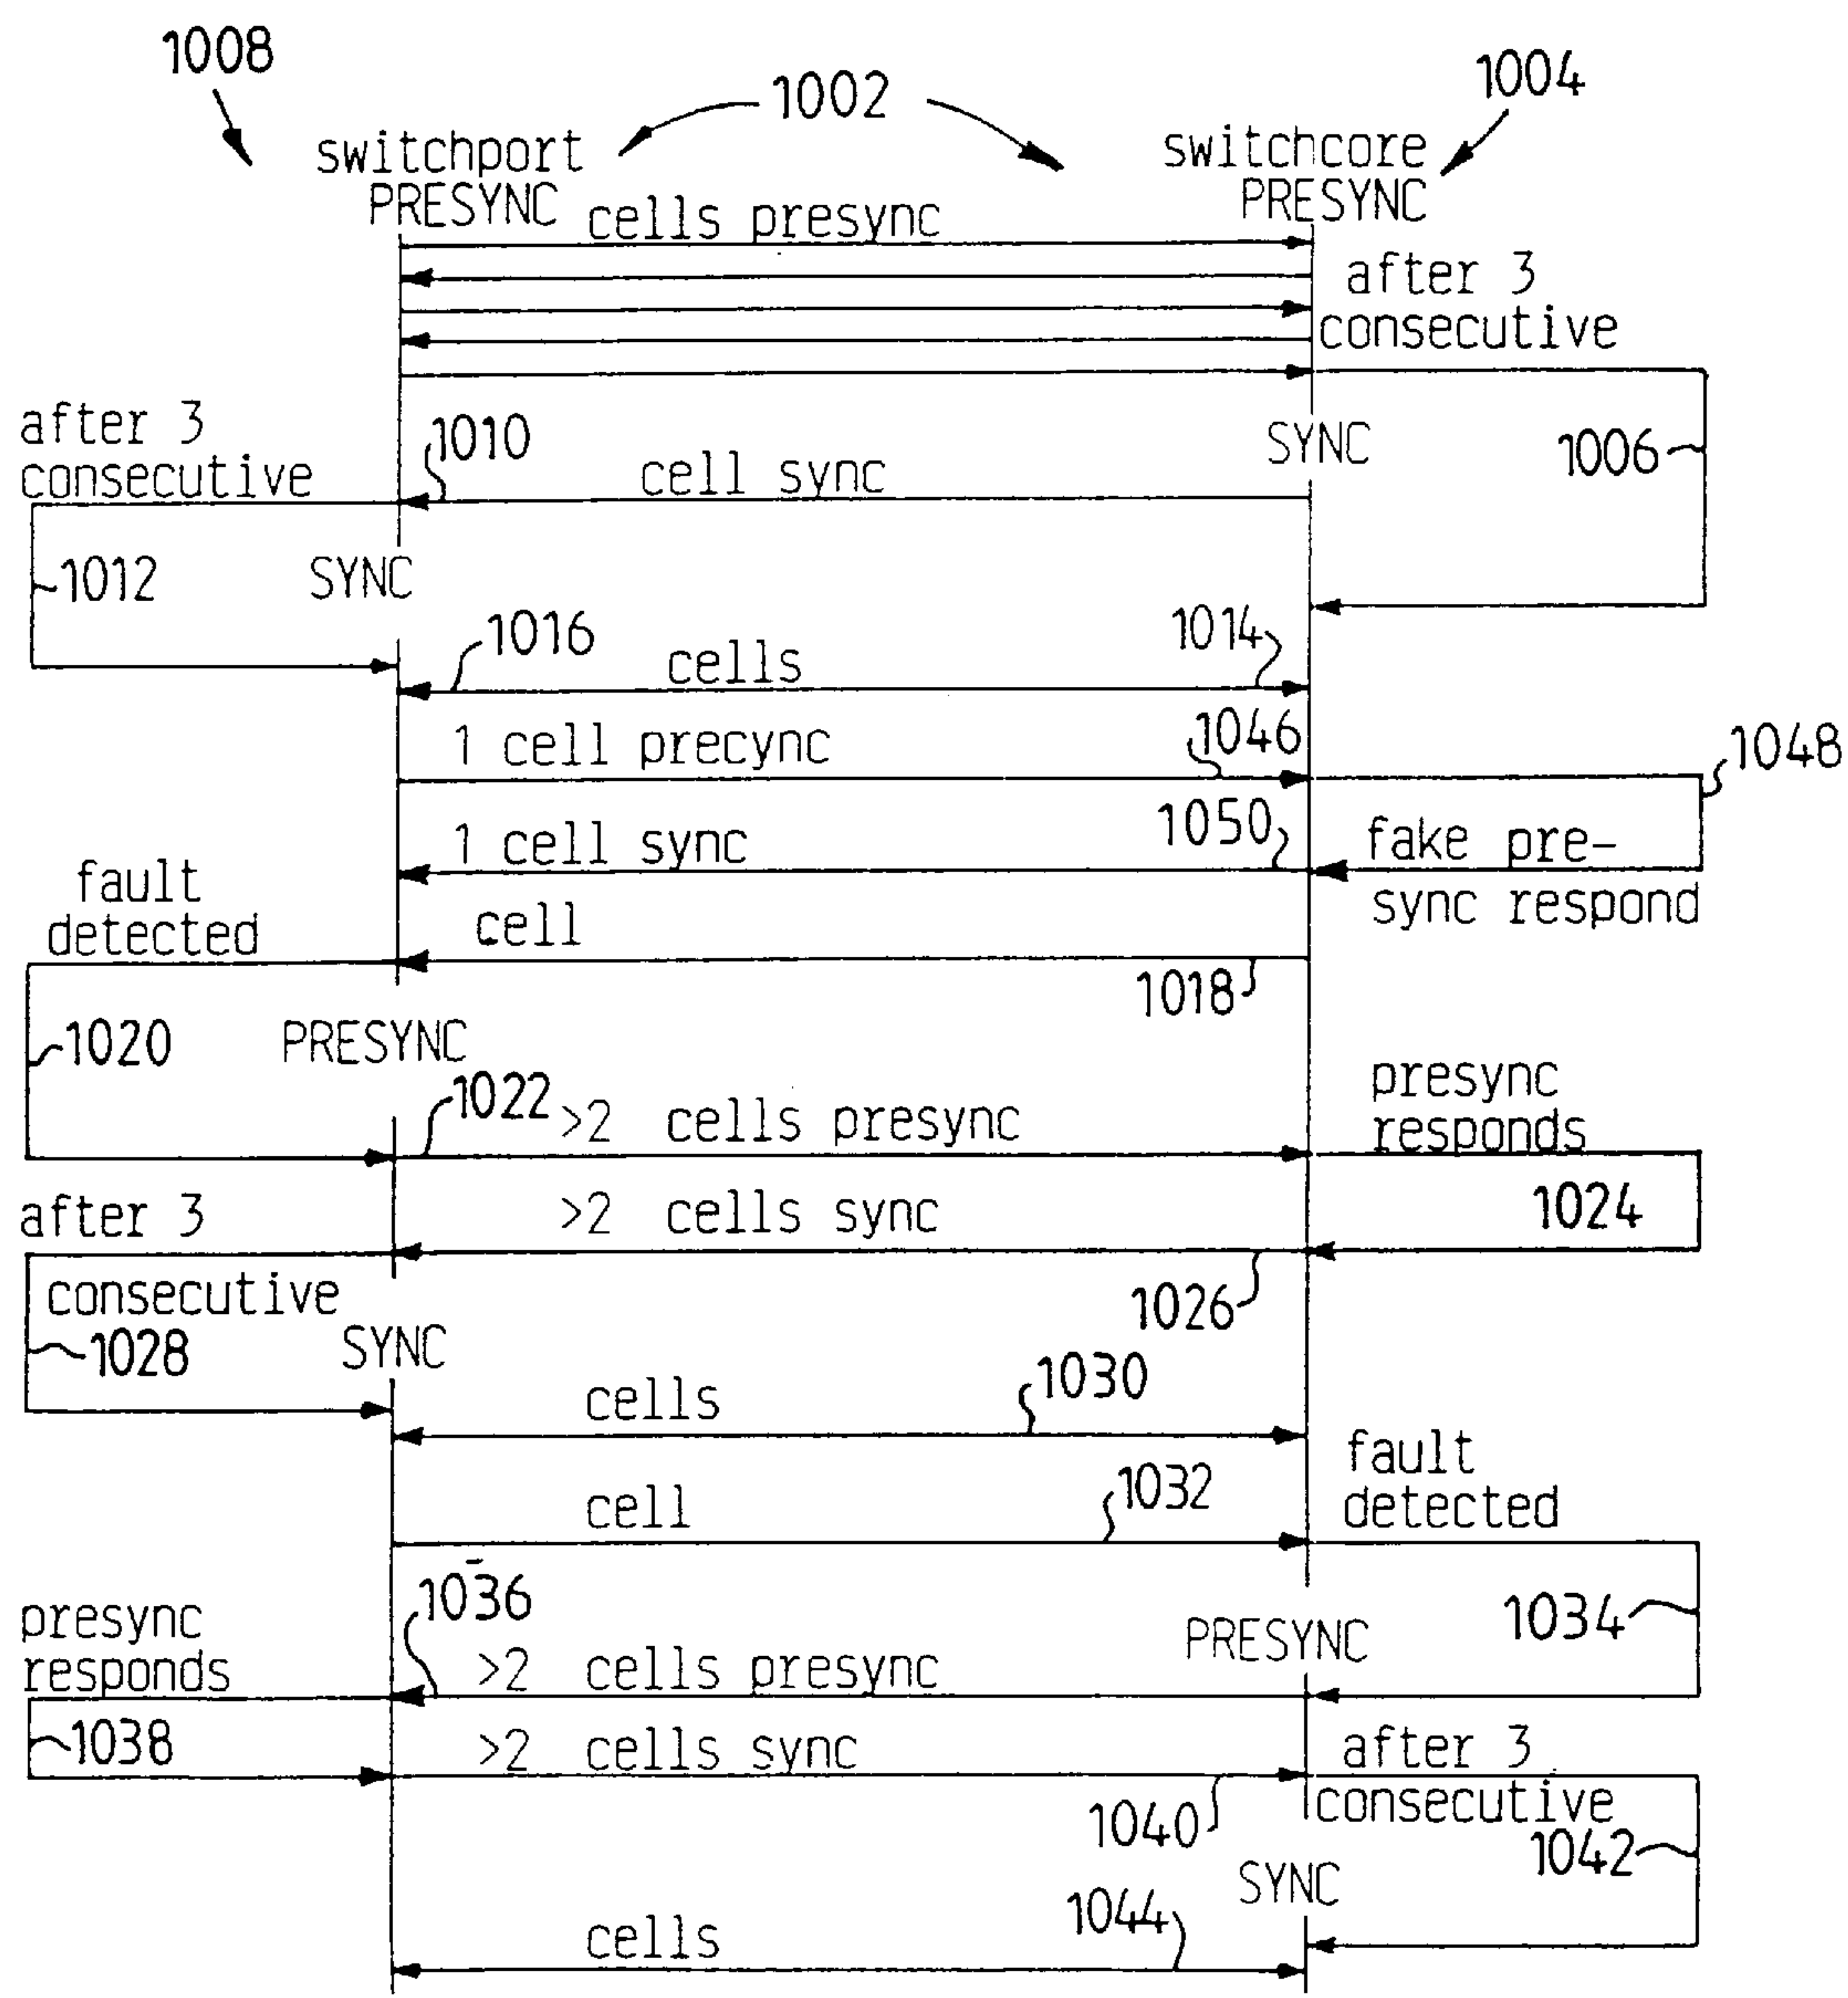 1008
1002
1004
switchport
PRESYNC
switchcore
PRESYNC
cells presync
after 3
consecutive
after 3
consecutive
1010
cell sync
SYNC
1006
1012
SYNC
1016
cells
1014
1 cell precync
1046
1048
1 cell sync
1050
fake pre-
sync respond
fault
detected
cell
1018
1020
PRESYNC
1022
>2 cells presync
presync
responds
after 3
consecutive
>2 cells sync
1024
1026
1028
SYNC
cells
1030
cell
1032
fault
detected
1034
presync
responds
1036
>2 cells presync
PRESYNC
1038
>2 cells sync
1040
after 3
consecutive
1042
SYNC
cells
1044